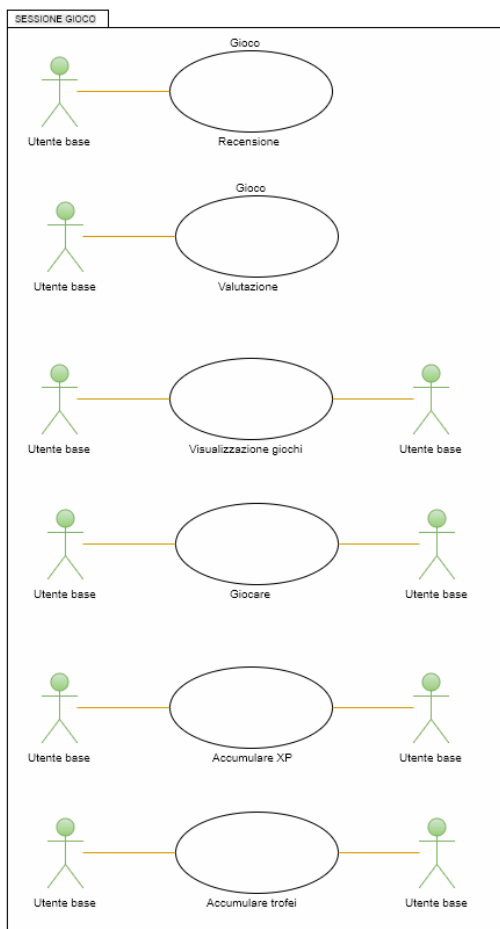 SESSIONE GIOCO
Gioco
Utente base
Recensione
Gioco
Utente base
Valutazione
Utente base
Visualizzazione giochi
Utente base
Utente base
Giocare
Utente base
Utente base
Accumulare XP
Utente base
Utente base
Accumulare trofei
Utente base